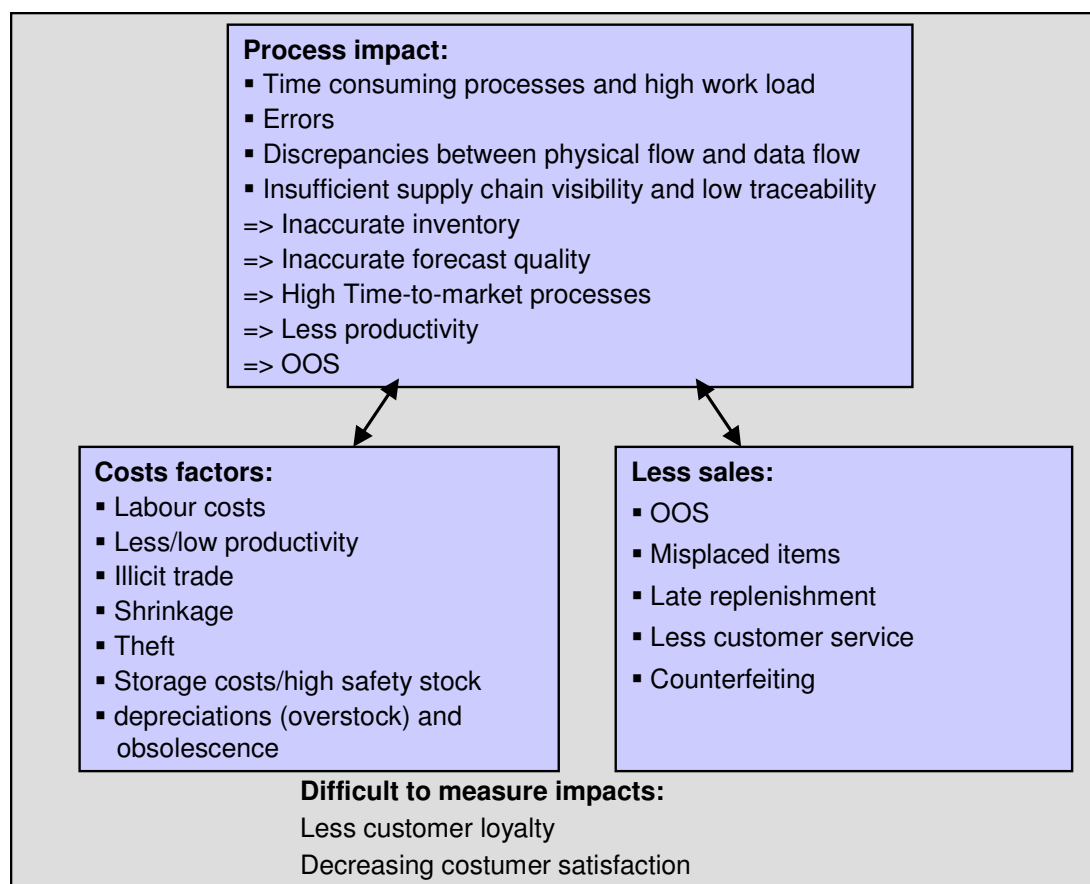 Process impact:
▪ Time consuming processes and high work load
▪ Errors
▪ Discrepancies between physical flow and data flow
▪ Insufficient supply chain visibility and low traceability
=> Inaccurate inventory
=> Inaccurate forecast quality
=> High Time-to-market processes
=> Less productivity
=> OOS
Costs factors:
▪ Labour costs
▪ Less/low productivity
▪ Illicit trade
▪ Shrinkage
▪ Theft
▪ Storage costs/high safety stock
▪ depreciations (overstock) and
obsolescence
Less sales:
▪ OOS
▪ Misplaced items
▪ Late replenishment
▪ Less customer service
▪ Counterfeiting
Difficult to measure impacts:
Less customer loyalty
Decreasing costumer satisfaction